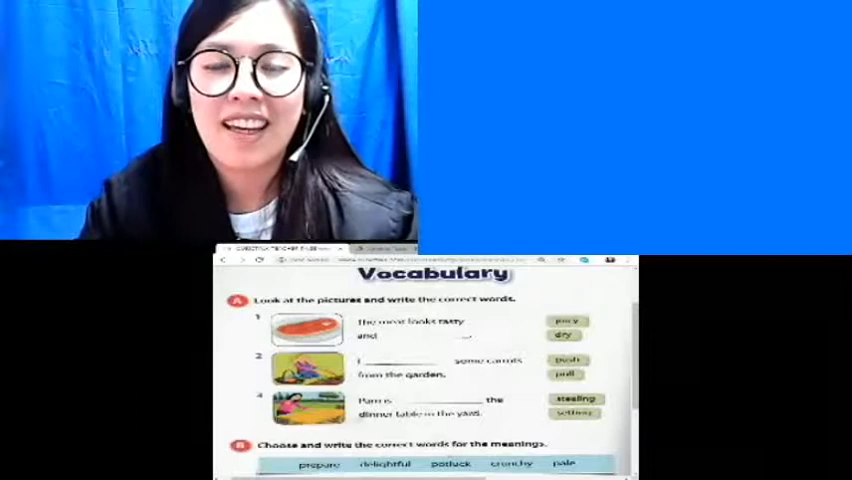 Vocabulary
A Look at the pictures and write the correct words.
1 The meat looks tasty
and
juicy
dry
2 I some carrots
from the garden.
push
pull
Pam is the
dinner table in the yard.
stealing
setting
B Choose and write the correct words for the meanings.
prepare delightful potluck crunchy pale